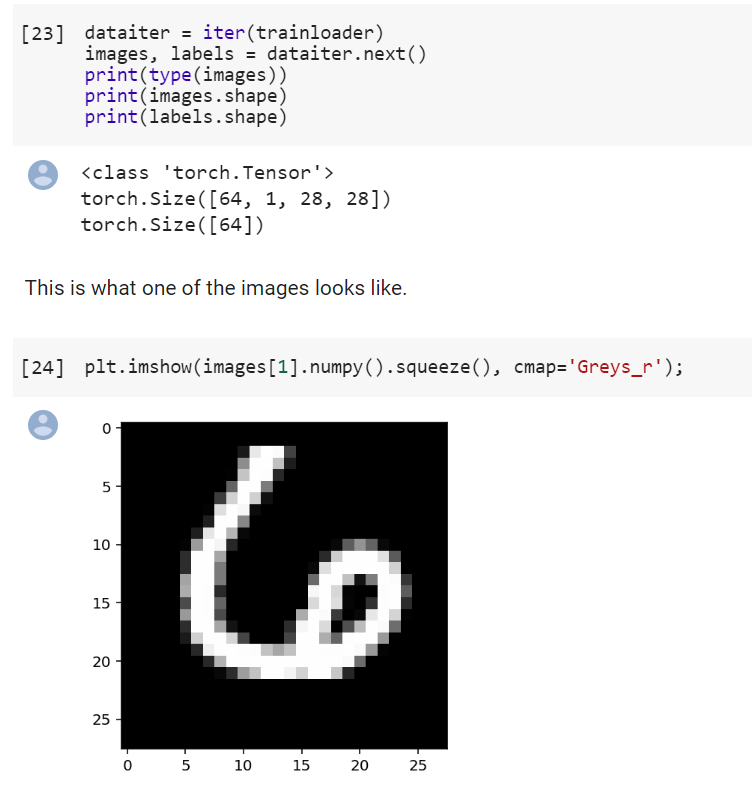 [23] dataiter = iter(trainloader)
images, labels = dataiter.next()
print(type(images))
print(images.shape)
print(labels.shape)
<class 'torch.Tensor'>
torch.Size([64, 1, 28, 28])
torch.Size([64])
This is what one of the images looks like.
[24] plt.imshow(images[1].numpy().squeeze(), cmap='Greys_r');
0
5
10
15
20
25
0 5 10 15 20 25
6